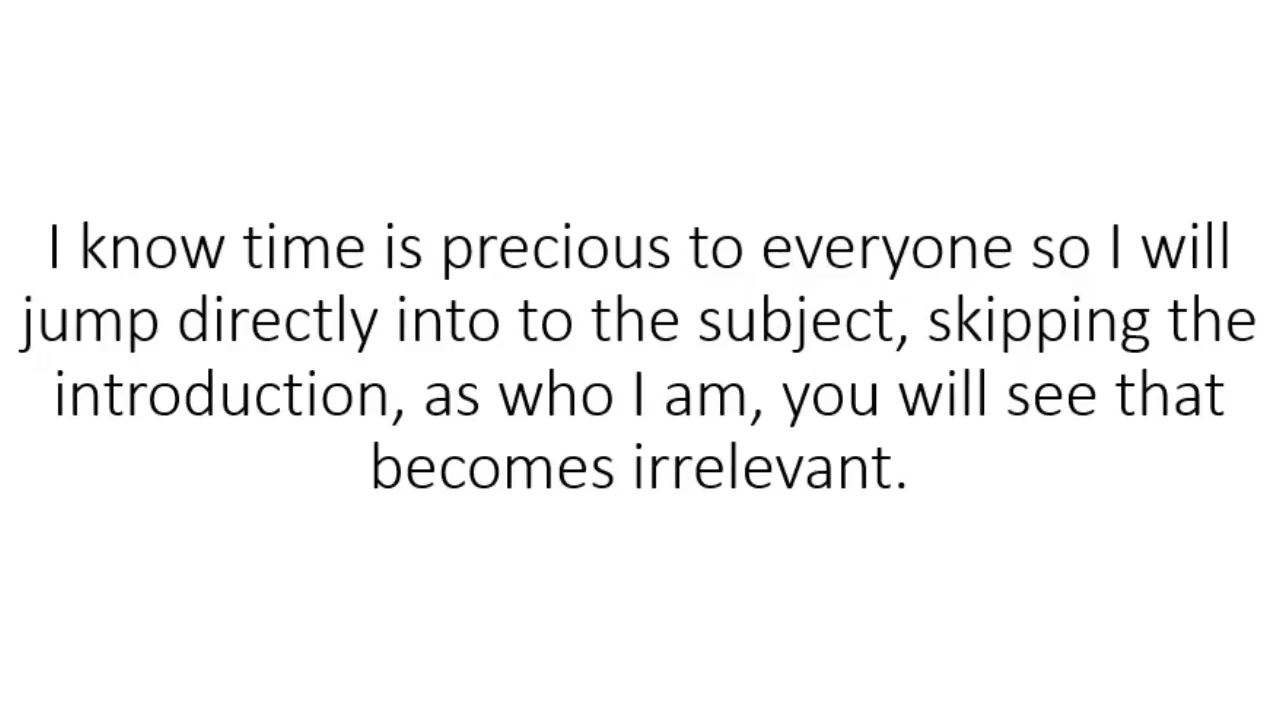 I know time is precious to everyone so I will
jump directly into to the subject, skipping the
introduction, as who I am, you will see that
becomes irrelevant.